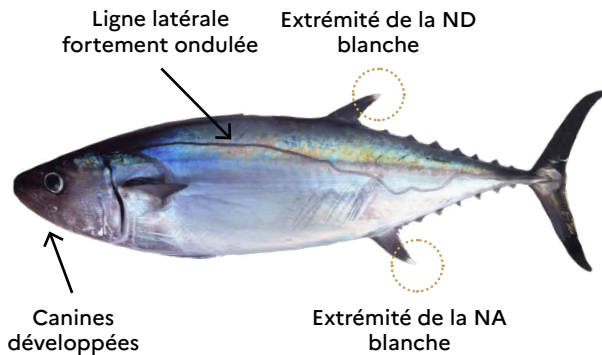 Ligne latérale
fortement ondulée
Extrémité de la ND
blanche
Canines
développées
Extrémité de la NA
blanche